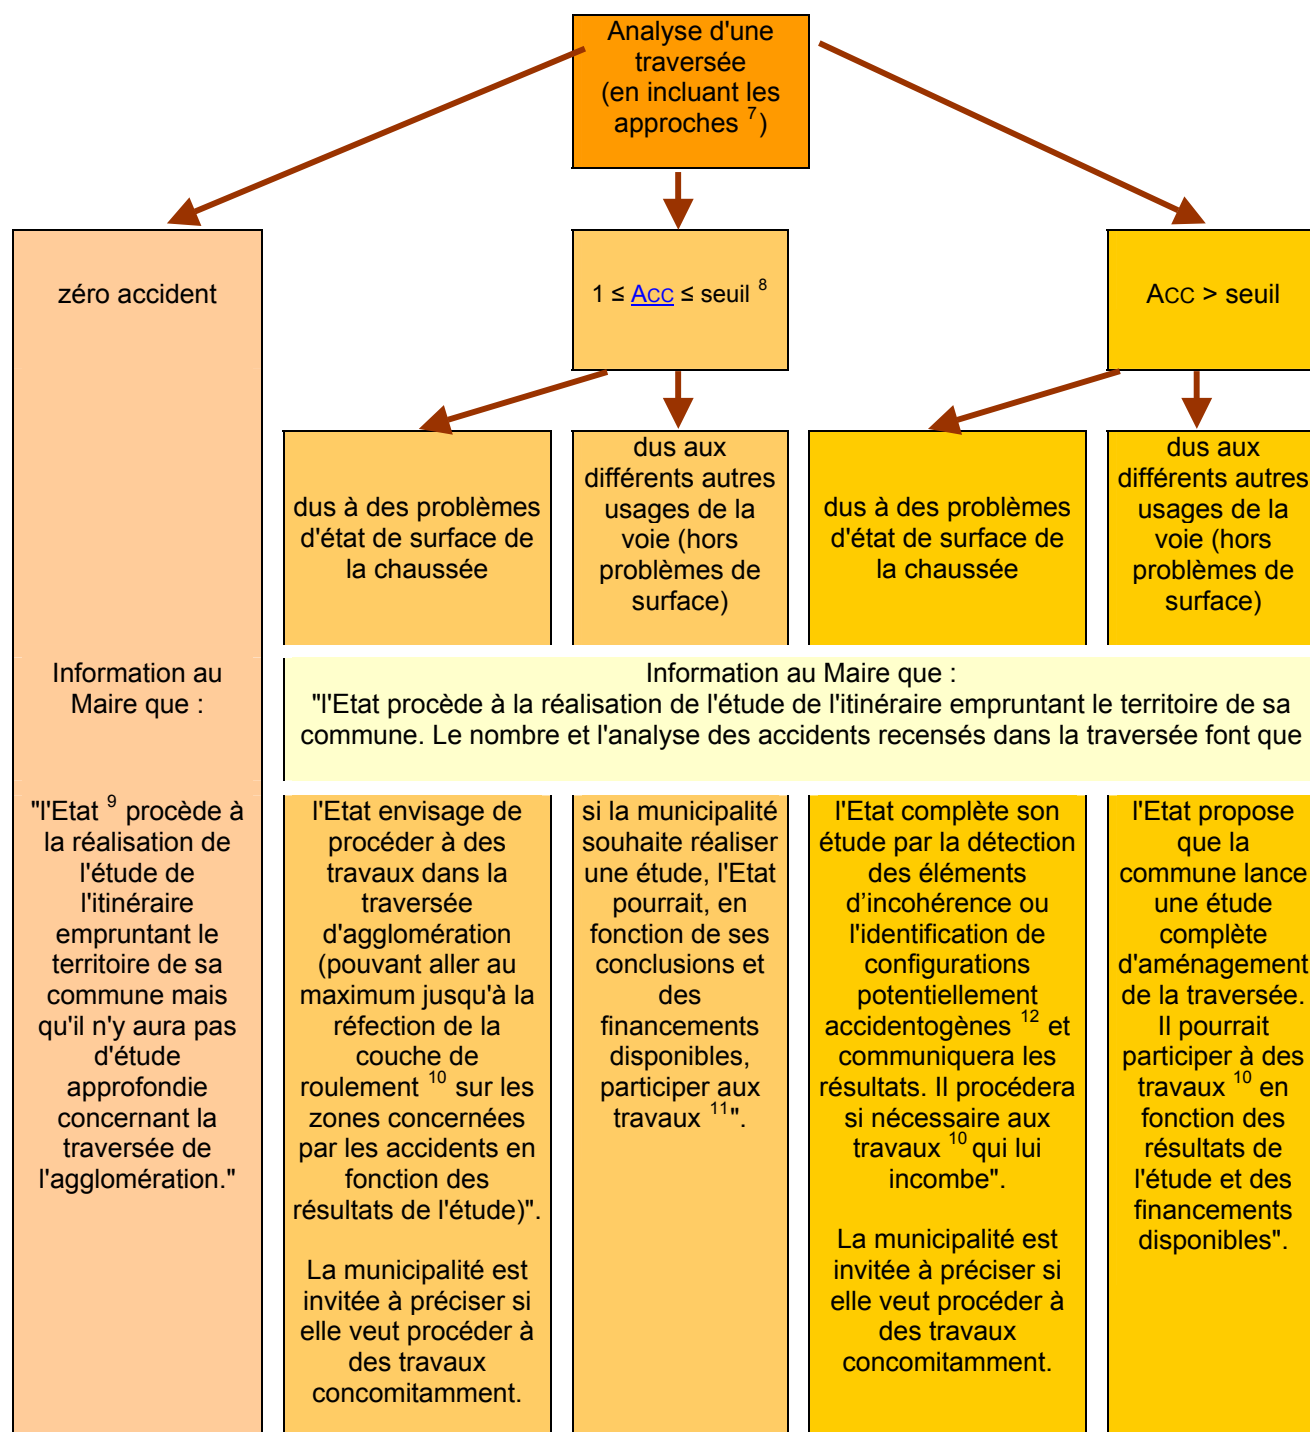 Analyse d'une
traversée
(en incluant les
approches 7)
zéro accident
1 ≤ ACC ≤ seuil 8
ACC > seuil
dus à des problèmes
d'état de surface de
la chaussée
dus aux
différents autres
usages de la
voie (hors
problèmes de
surface)
dus à des problèmes
d'état de surface de
la chaussée
dus aux
différents autres
usages de la
voie (hors
problèmes de
surface)
Information au
Maire que :
Information au Maire que :
"l'Etat procède à la réalisation de l'étude de l'itinéraire empruntant le territoire de sa
commune. Le nombre et l'analyse des accidents recensés dans la traversée font que
"l'Etat 9 procède à
la réalisation de
l'étude de
l'itinéraire
empruntant le
territoire de sa
commune mais
qu'il n'y aura pas
d'étude
approfondie
concernant la
traversée de
l'agglomération."
l'Etat envisage de
procéder à des
travaux dans la
traversée
d'agglomération
(pouvant aller au
maximum jusqu'à la
réfection de la
couche de
roulement 10 sur les
zones concernées
par les accidents en
fonction des
résultats de l'étude)".
La municipalité est
invitée à préciser si
elle veut procéder à
des travaux
concomitamment.
si la municipalité
souhaite réaliser
une étude, l'Etat
pourrait, en
fonction de ses
conclusions et
des
financements
disponibles,
participer aux
travaux 11".
l'Etat complète son
étude par la détection
des éléments
d’incohérence ou
l'identification de
configurations
potentiellement
accidentogènes 12 et
communiquera les
résultats. Il procédera
si nécessaire aux
travaux 10 qui lui
incombe".
La municipalité est
invitée à préciser si
elle veut procéder à
des travaux
concomitamment.
l'Etat propose
que la
commune lance
une étude
complète
d'aménagement
de la traversée.
Il pourrait
participer à des
travaux 10 en
fonction des
résultats de
l'étude et des
financements
disponibles".